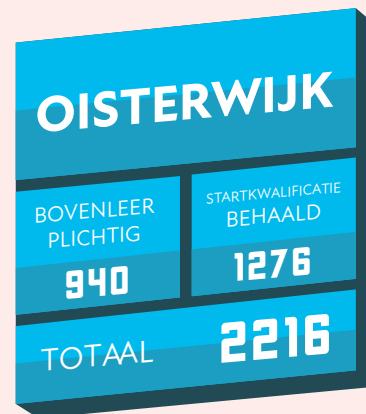 OISTERWIJK
BOVENLEER
PLICHTIG
940
STARTKWALIFICATIE
BEHAALD
1276
TOTAAL 2216